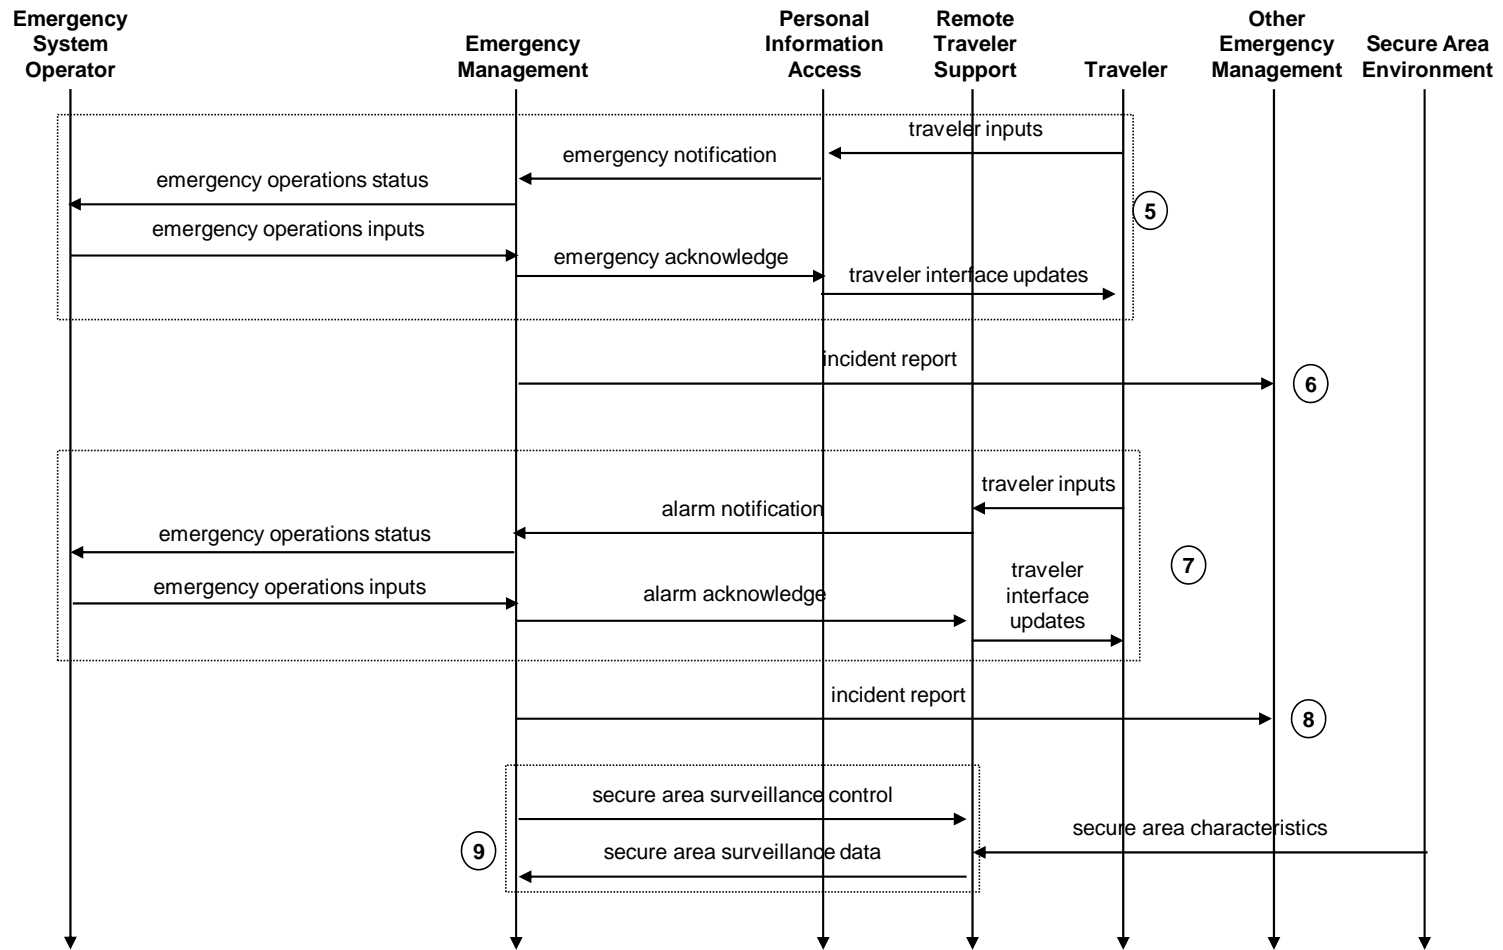 Emergency
System
Operator
Emergency
Management
Personal
Information
Access
Remote
Traveler
Support
Traveler
Other
Emergency
Management
Secure Area
Environment
traveler inputs
emergency notification
emergency operations status
5
emergency operations inputs
emergency acknowledge
traveler interface updates
incident report
6
traveler inputs
alarm notification
emergency operations status
7
traveler
interface
updates
emergency operations inputs
alarm acknowledge
incident report
8
secure area surveillance control
secure area characteristics
9
secure area surveillance data